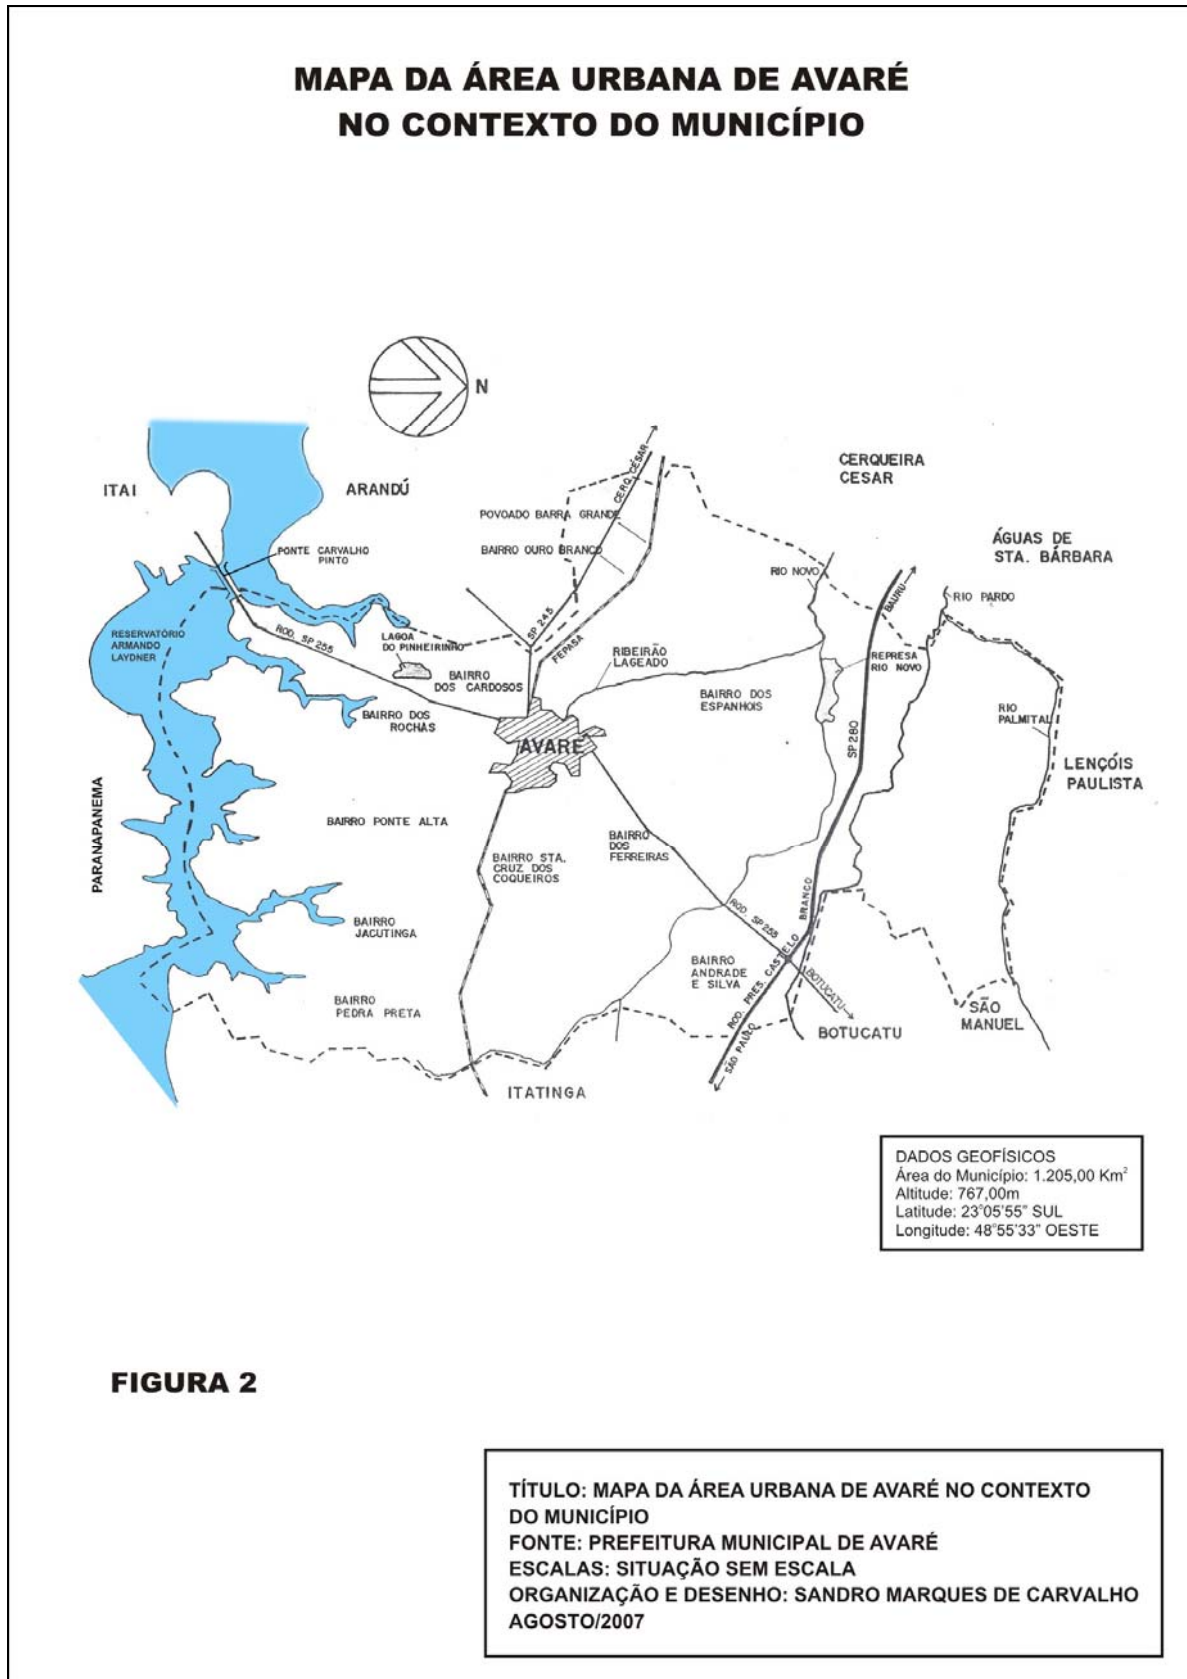 MAPA DA ÁREA URBANA DE AVARÉ
NO CONTEXTO DO MUNICÍPIO
N
ITAI
ARANDÚ
CERQ. CÉSAR
CERQUEIRA
CESAR
POVOADO BARRA GRANDE
BAIRRO OURO BRANCO
ÁGUAS DE
STA. BÁRBARA
PONTE CARVALHO
PINTO
RIO NOVO
BAURU
RIO PARDO
RESERVATÓRIO
ARMANDO
LAYDNER
ROD. SP 255
LAGOA
DO PINHEIRINHO
SP 245
FEPASA
RIBEIRÃO
LAGEADO
REPRESA
RIO NOVO
BAIRRO
DOS CARDOSOS
BAIRRO DOS
ROCHAS
BAIRRO DOS
ESPANHOIS
RIO
PALMITAL
AVARÉ
SP 280
LENÇÓIS
PAULISTA
PARANAPANEMA
BAIRRO PONTE ALTA
BAIRRO STA.
CRUZ DOS
COQUEIROS
BAIRRO
DOS
FERREIRAS
BAIRRO
JACUTINGA
ROD. SP 255
ROD. PRES. CASTELO BRANCO
BAIRRO
ANDRADE
E SILVA
BOTUCATU
BAIRRO
PEDRA PRETA
SÃO PAULO
BOTUCATU
SÃO
MANUEL
ITATINGA
DADOS GEOFÍSICOS
Área do Município: 1.205,00 Km²
Altitude: 767,00m
Latitude: 23°05'55" SUL
Longitude: 48°55'33" OESTE
FIGURA 2
TÍTULO: MAPA DA ÁREA URBANA DE AVARÉ NO CONTEXTO
DO MUNICÍPIO
FONTE: PREFEITURA MUNICIPAL DE AVARÉ
ESCALAS: SITUAÇÃO SEM ESCALA
ORGANIZAÇÃO E DESENHO: SANDRO MARQUES DE CARVALHO
AGOSTO/2007